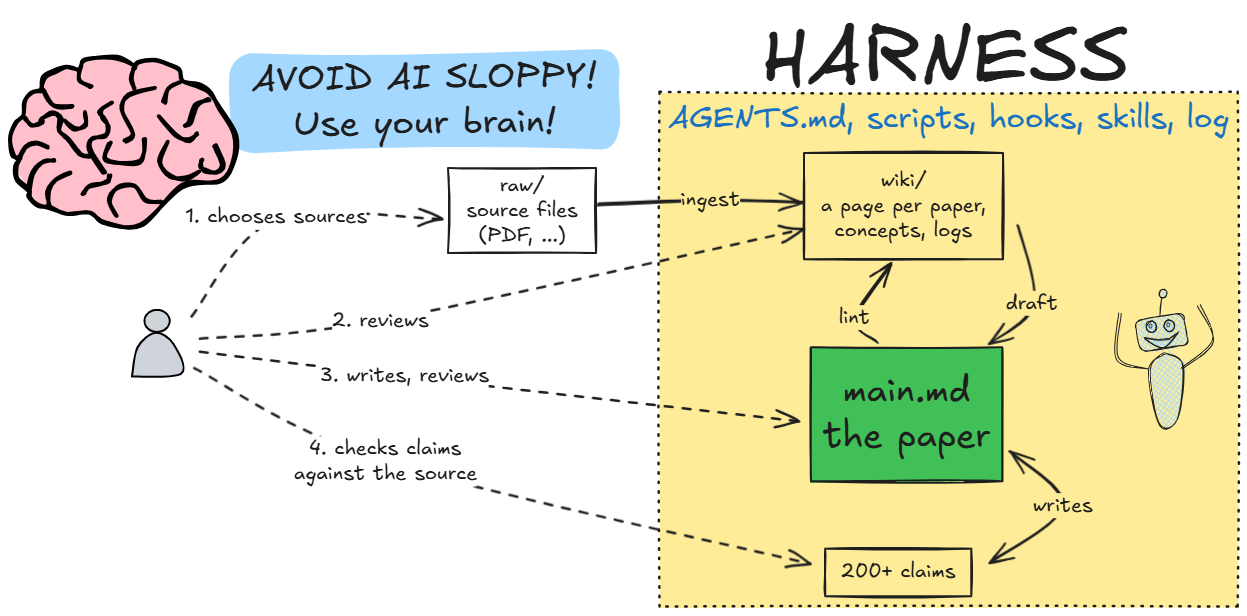 HARNESS
AVOID AI SLOPPY!
Use your brain!
AGENTS.md, scripts, hooks, skills, log
raw/
source files
(PDF, ...)
ingest
wiki/
a page per paper,
concepts, logs
1. chooses sources
2. reviews
lint
draft
3. writes, reviews
main.md
the paper
4. checks claims
against the source
writes
200+ claims